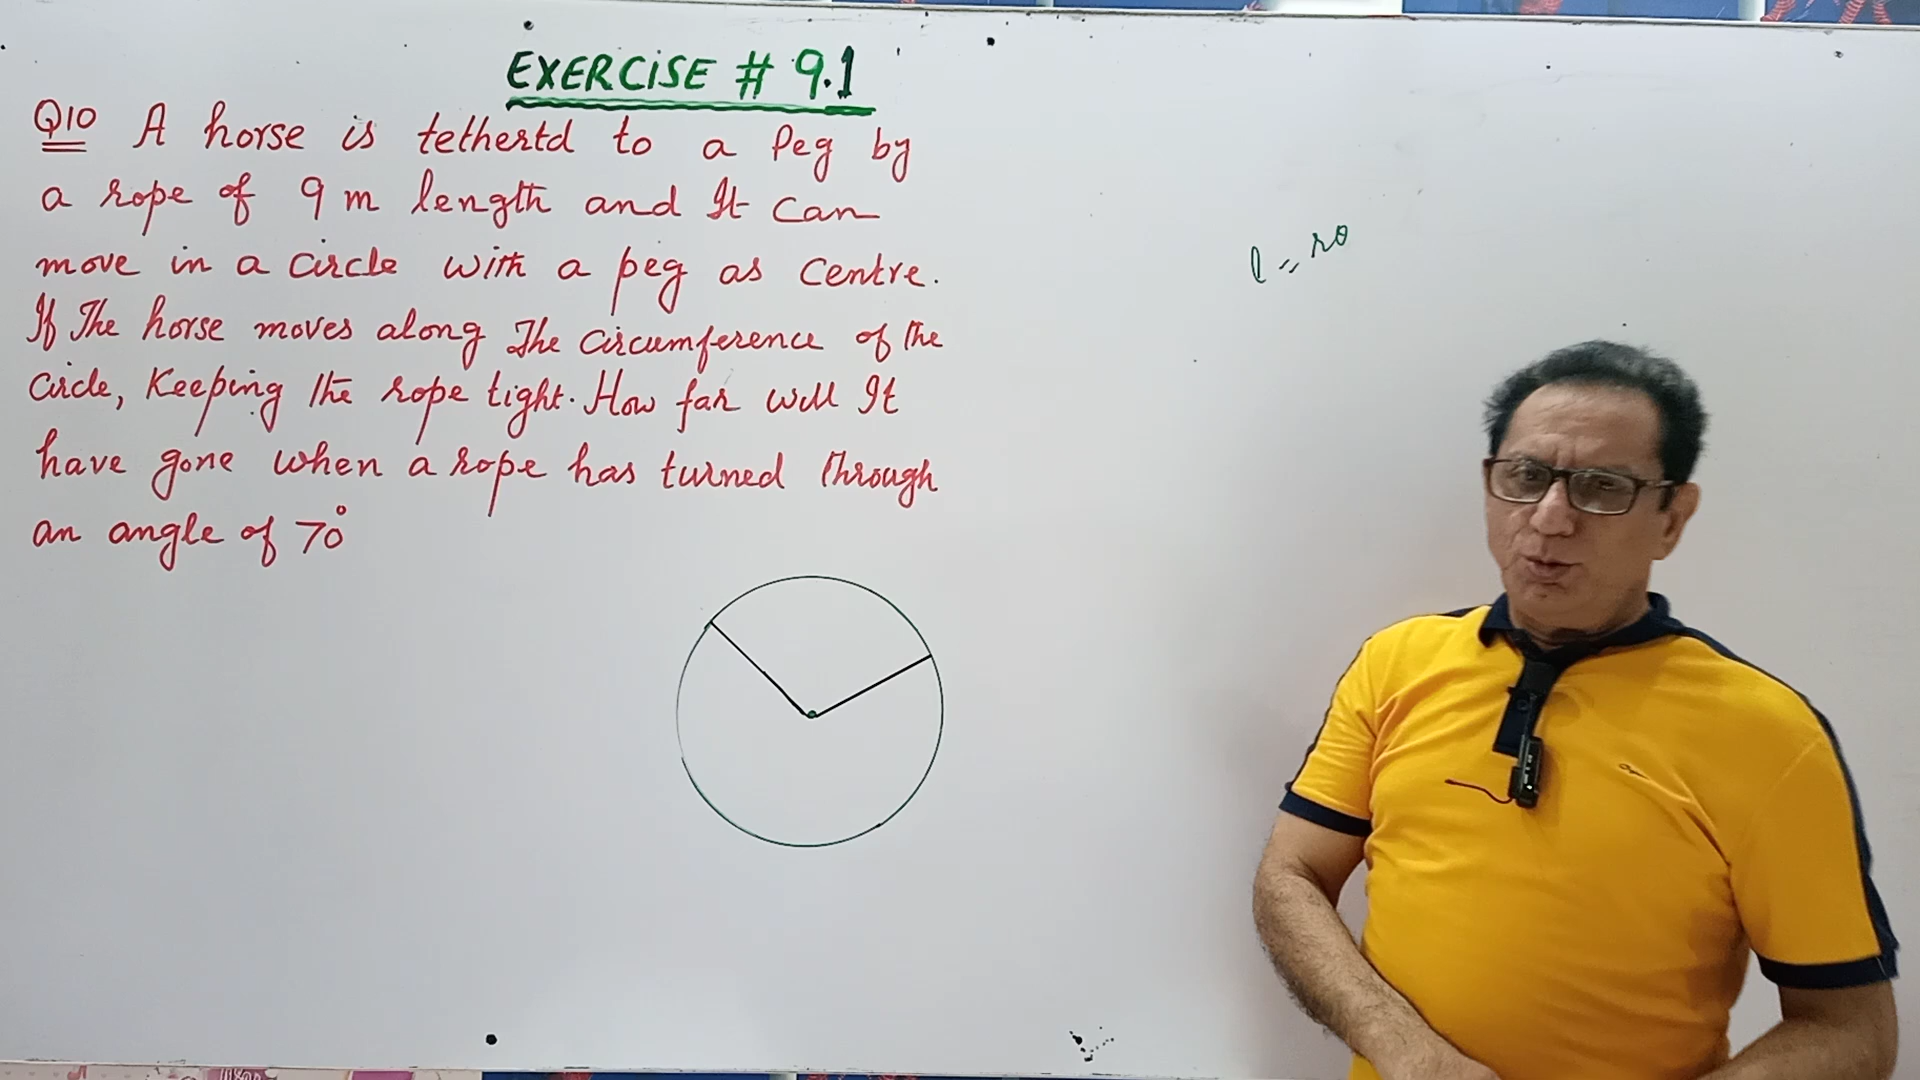 EXERCISE # 9.1
Q10 A horse is tethertd to a Peg by
a rope of 9 m length and It can
move in a circle with a peg as centre.
If The horse moves along The circumference of the
circle, Keeping the rope tight. How far will It
have gone when a rope has turned through
an angle of 70°
l = rθ